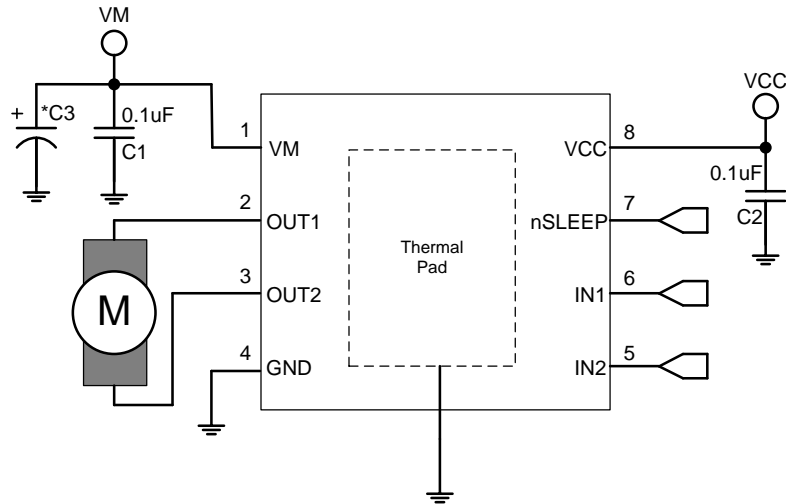 VM
+ *C3
0.1uF
C1
1
VM
2
OUT1
3
OUT2
4
GND
M
Thermal
Pad
VCC
8
VCC
0.1uF
C2
7
nSLEEP
6
IN1
5
IN2